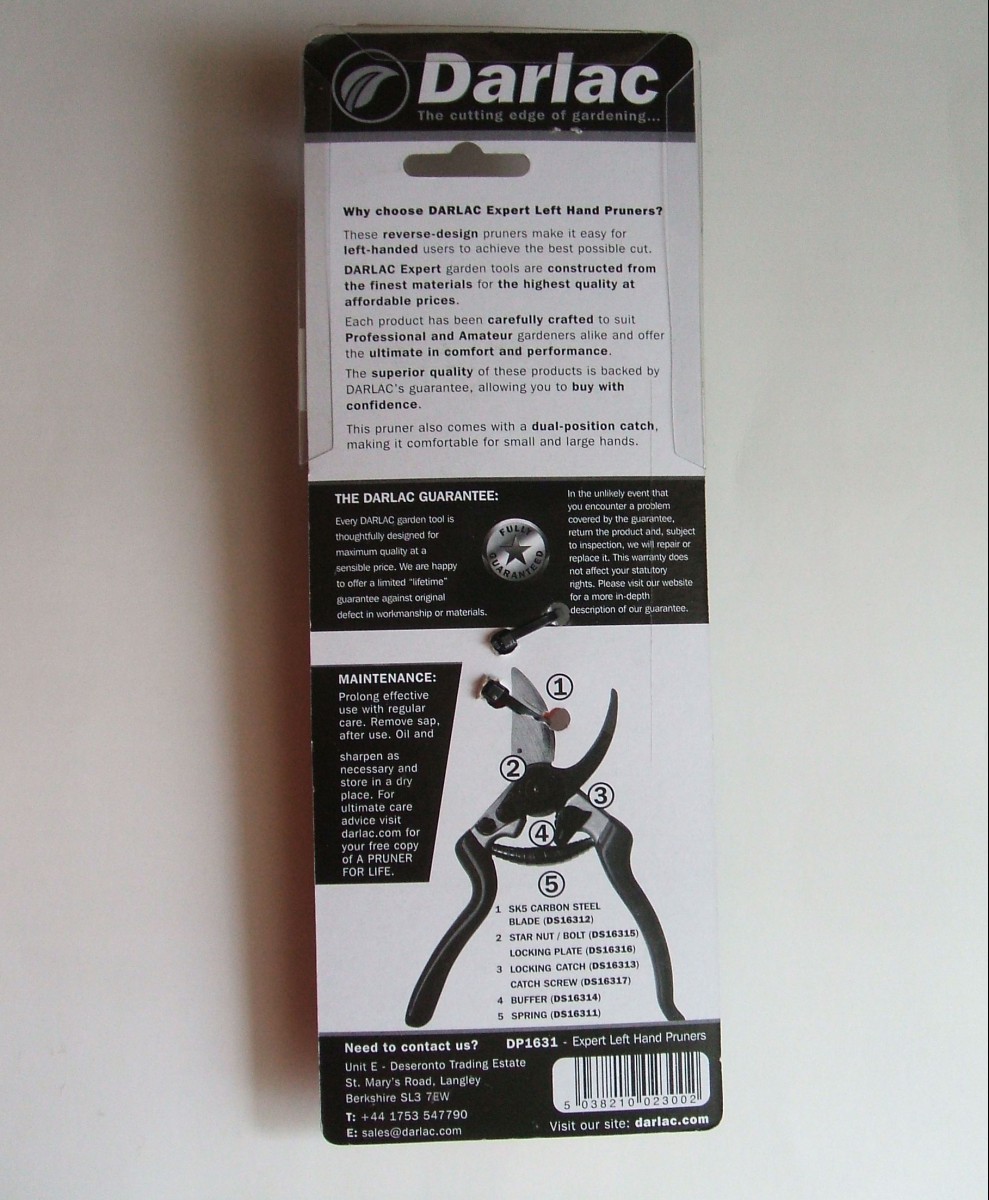 Darlac
The cutting edge of gardening...
Why choose DARLAC Expert Left Hand Pruners?
These reverse-design pruners make it easy for
left-handed users to achieve the best possible cut.
DARLAC Expert garden tools are constructed from
the finest materials for the highest quality at
affordable prices.
Each product has been carefully crafted to suit
Professional and Amateur gardeners alike and offer
the ultimate in comfort and performance.
The superior quality of these products is backed by
DARLAC's guarantee, allowing you to buy with
confidence.
This pruner also comes with a dual-position catch,
making it comfortable for small and large hands.
THE DARLAC GUARANTEE:
Every DARLAC garden tool is
thoughtfully designed for
maximum quality at a
sensible price. We are happy
to offer a limited "lifetime"
guarantee against original
defect in workmanship or materials.
FULLY
GUARANTEED
In the unlikely event that
you encounter a problem
covered by the guarantee,
return the product and, subject
to inspection, we will repair or
replace it. This warranty does
not affect your statutory
rights. Please visit our website
for a more in-depth
description of our guarantee.
MAINTENANCE:
Prolong effective
use with regular
care. Remove sap,
after use. Oil and
sharpen as
necessary and
store in a dry
place. For
ultimate care
advice visit
darlac.com for
your free copy
of A PRUNER
FOR LIFE.
1
2
3
4
5
1 SK5 CARBON STEEL
BLADE (DS16312)
2 STAR NUT / BOLT (DS16315)
LOCKING PLATE (DS16316)
3 LOCKING CATCH (DS16313)
CATCH SCREW (DS16317)
4 BUFFER (DS16314)
5 SPRING (DS16311)
Need to contact us?
Unit E - Deseronto Trading Estate
St. Mary's Road, Langley
Berkshire SL3 7EW
T: +44 1753 547790
E: sales@darlac.com
DP1631 - Expert Left Hand Pruners
5 038210 023002
Visit our site: darlac.com